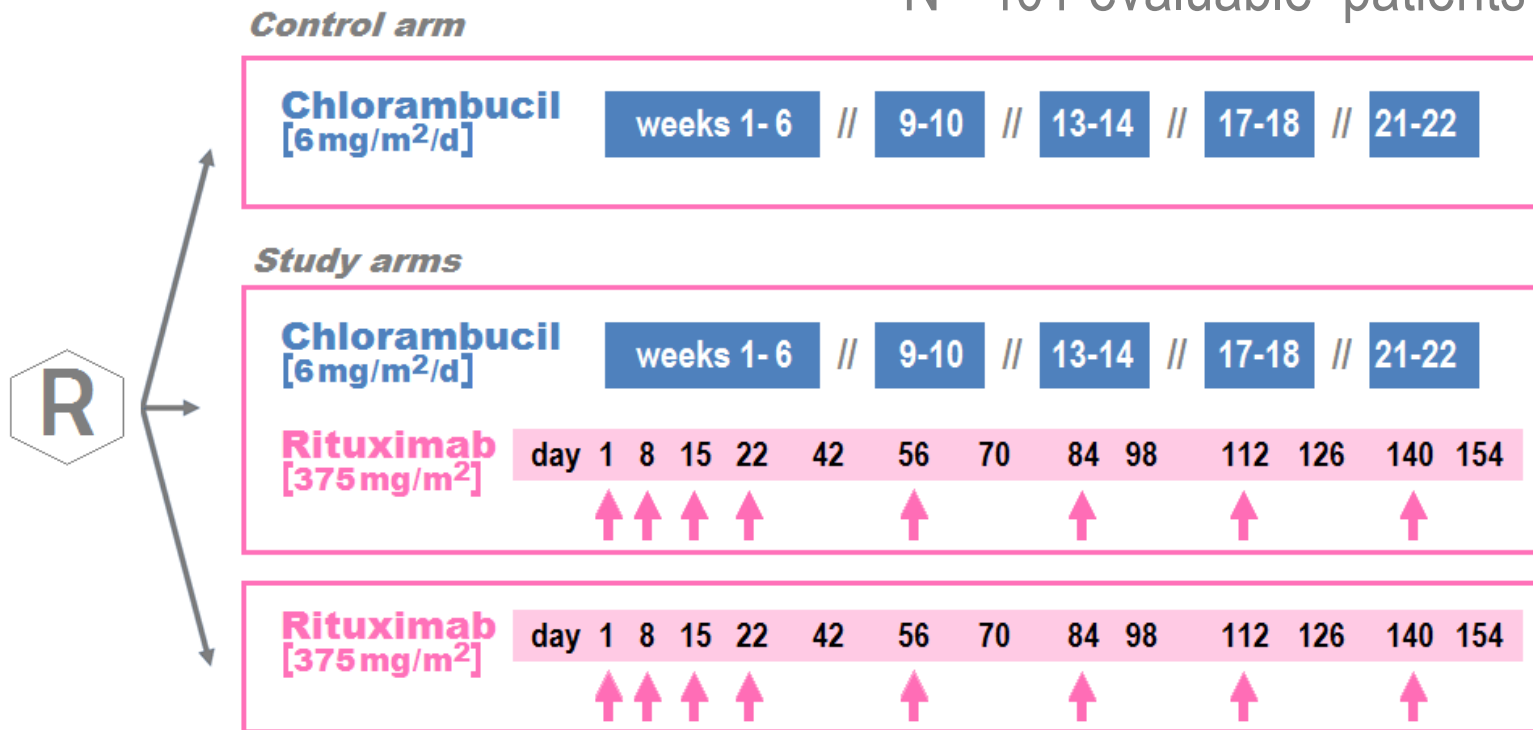 N evaluable patients
Control arm
Chlorambucil
[6mg/m²/d]
weeks 1- 6 // 9-10 // 13-14 // 17-18 // 21-22
Study arms
Chlorambucil
[6mg/m²/d]
weeks 1- 6 // 9-10 // 13-14 // 17-18 // 21-22
R
Rituximab
[375mg/m²]
day 1 8 15 22 42 56 70 84 98 112 126 140 154
Rituximab
[375mg/m²]
day 1 8 15 22 42 56 70 84 98 112 126 140 154